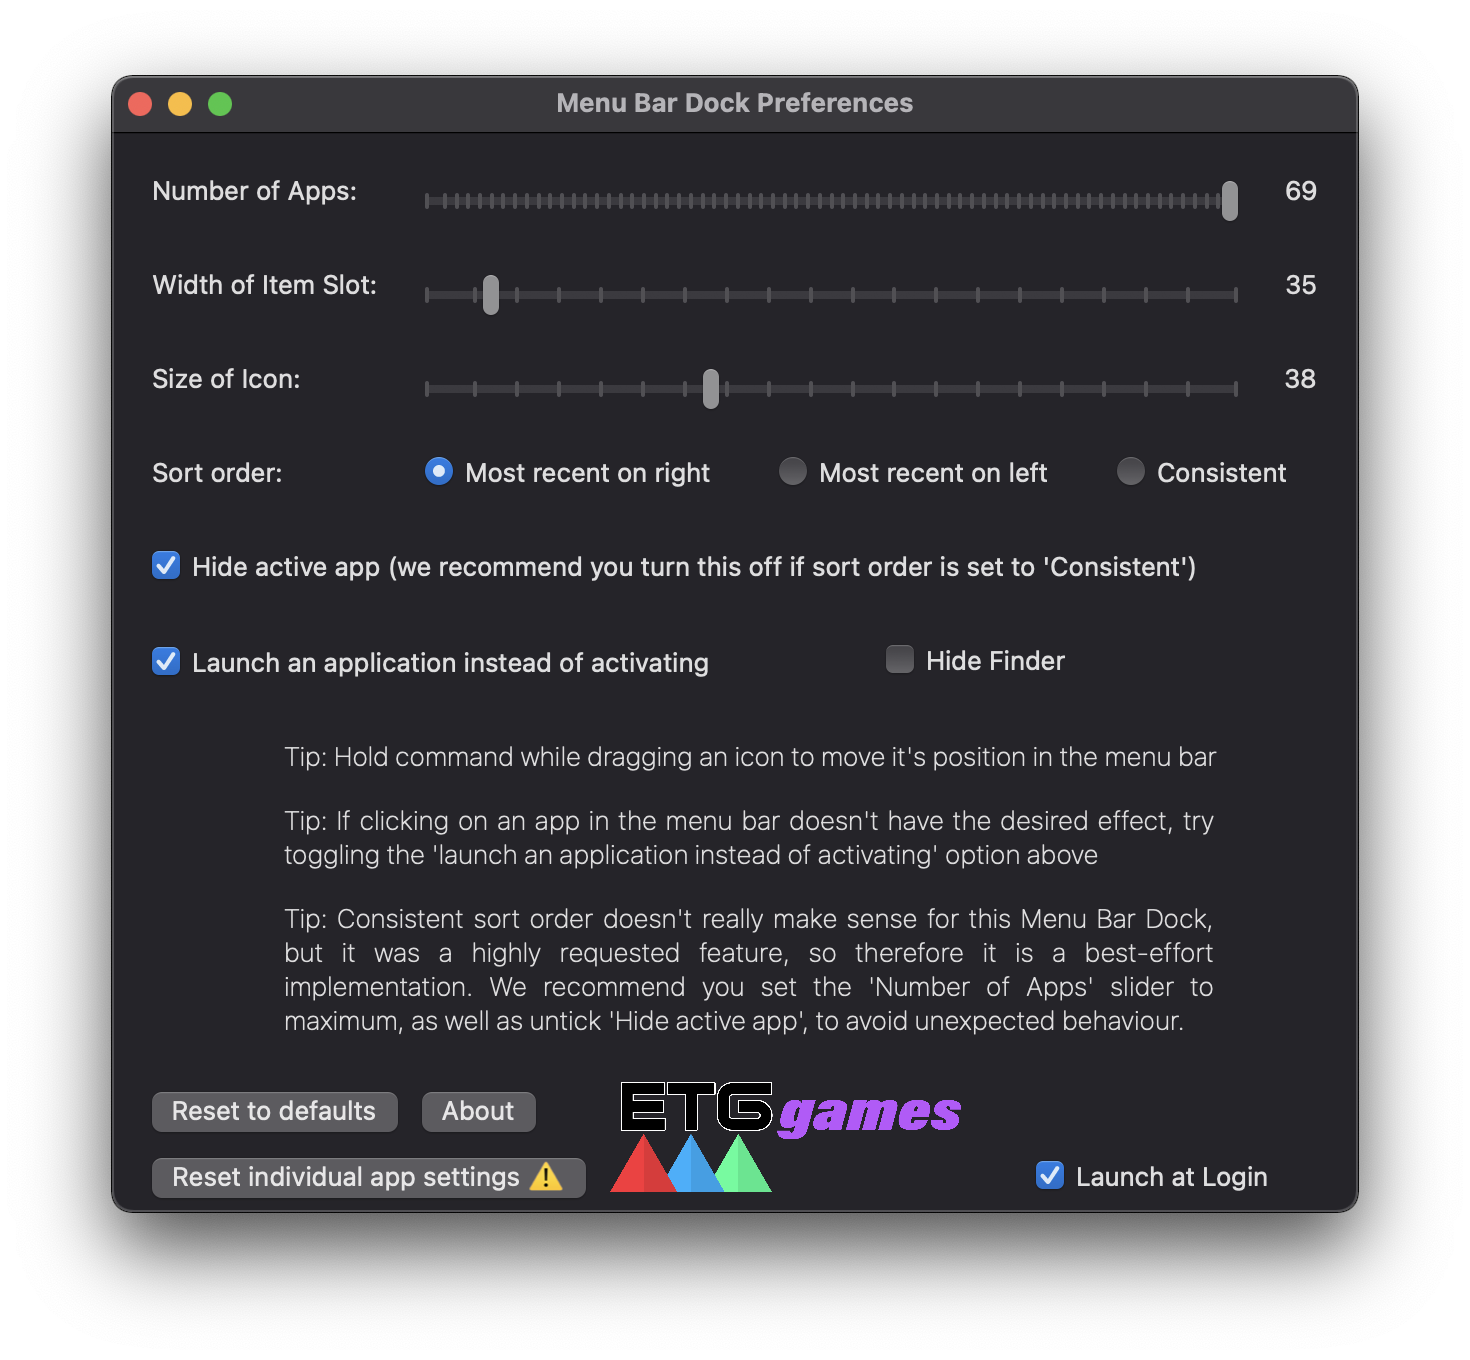 Menu Bar Dock Preferences
Number of Apps: 69
Width of Item Slot: 35
Size of Icon: 38
Sort order: Most recent on right Most recent on left Consistent
Hide active app (we recommend you turn this off if sort order is set to 'Consistent')
Launch an application instead of activating Hide Finder
Tip: Hold command while dragging an icon to move it's position in the menu bar
Tip: If clicking on an app in the menu bar doesn't have the desired effect, try
toggling the 'launch an application instead of activating' option above
Tip: Consistent sort order doesn't really make sense for this Menu Bar Dock,
but it was a highly requested feature, so therefore it is a best-effort
implementation. We recommend you set the 'Number of Apps' slider to
maximum, as well as untick 'Hide active app', to avoid unexpected behaviour.
Reset to defaults About ETGgames
Reset individual app settings ⚠️ Launch at Login